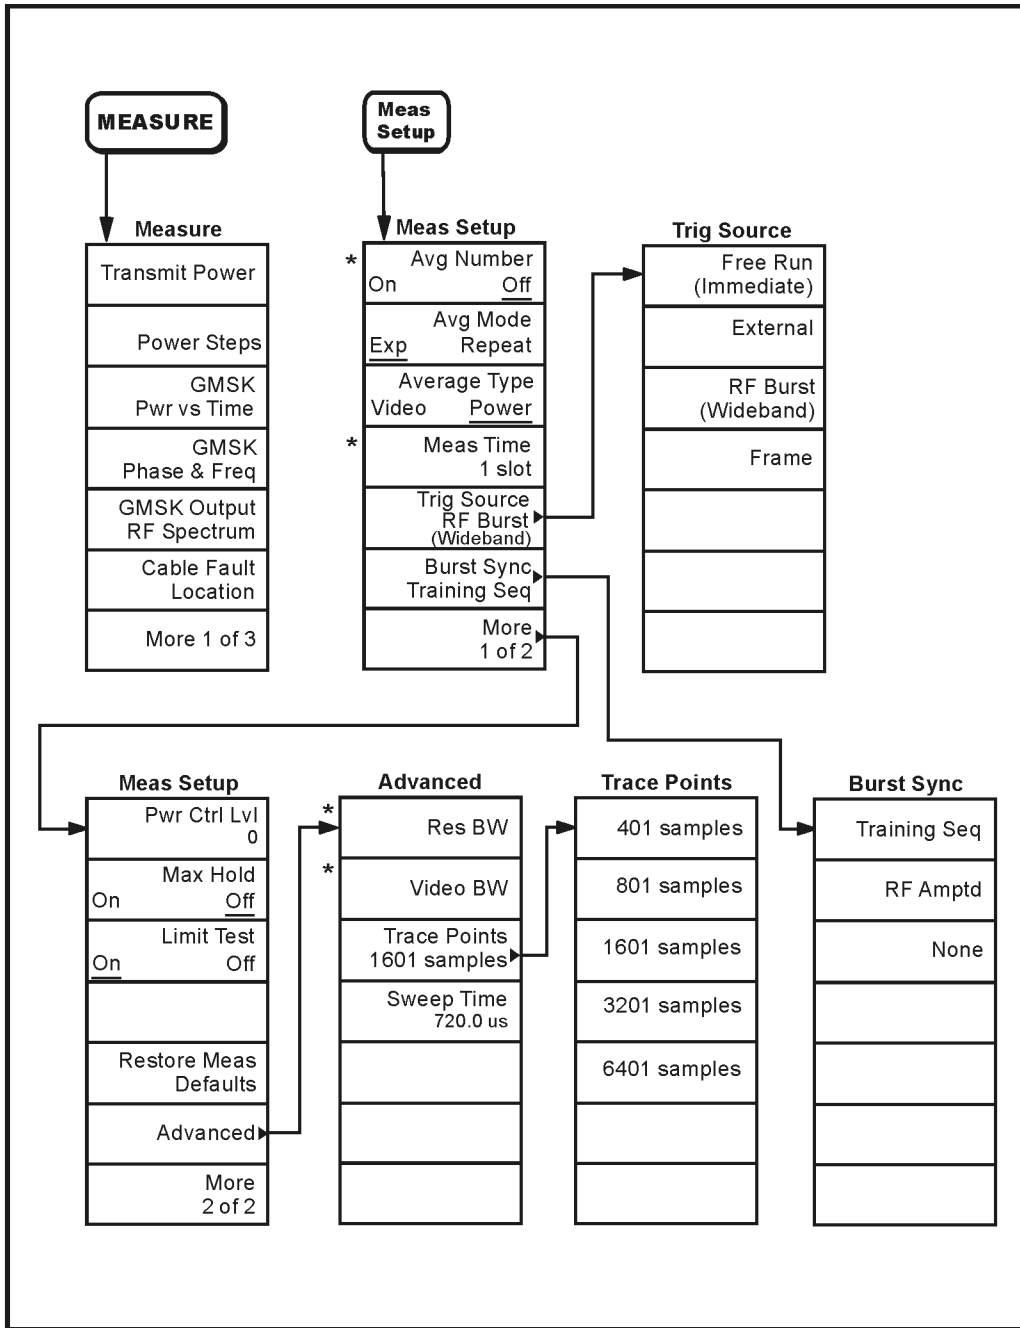 MEASURE
Meas
Setup
Measure
Transmit Power
Power Steps
GMSK
Pwr vs Time
GMSK
Phase & Freq
GMSK Output
RF Spectrum
Cable Fault
Location
More 1 of 3
Meas Setup
* Avg Number
On Off
Avg Mode
Exp Repeat
Average Type
Video Power
* Meas Time
1 slot
Trig Source
RF Burst
(Wideband)
Burst Sync
Training Seq
More
1 of 2
Trig Source
Free Run
(Immediate)
External
RF Burst
(Wideband)
Frame
Meas Setup
Pwr Ctrl Lvl
0
Max Hold
On Off
Limit Test
On Off
Restore Meas
Defaults
Advanced
More
2 of 2
Advanced
* Res BW
* Video BW
Trace Points
1601 samples
Sweep Time
720.0 us
Trace Points
401 samples
801 samples
1601 samples
3201 samples
6401 samples
Burst Sync
Training Seq
RF Amptd
None